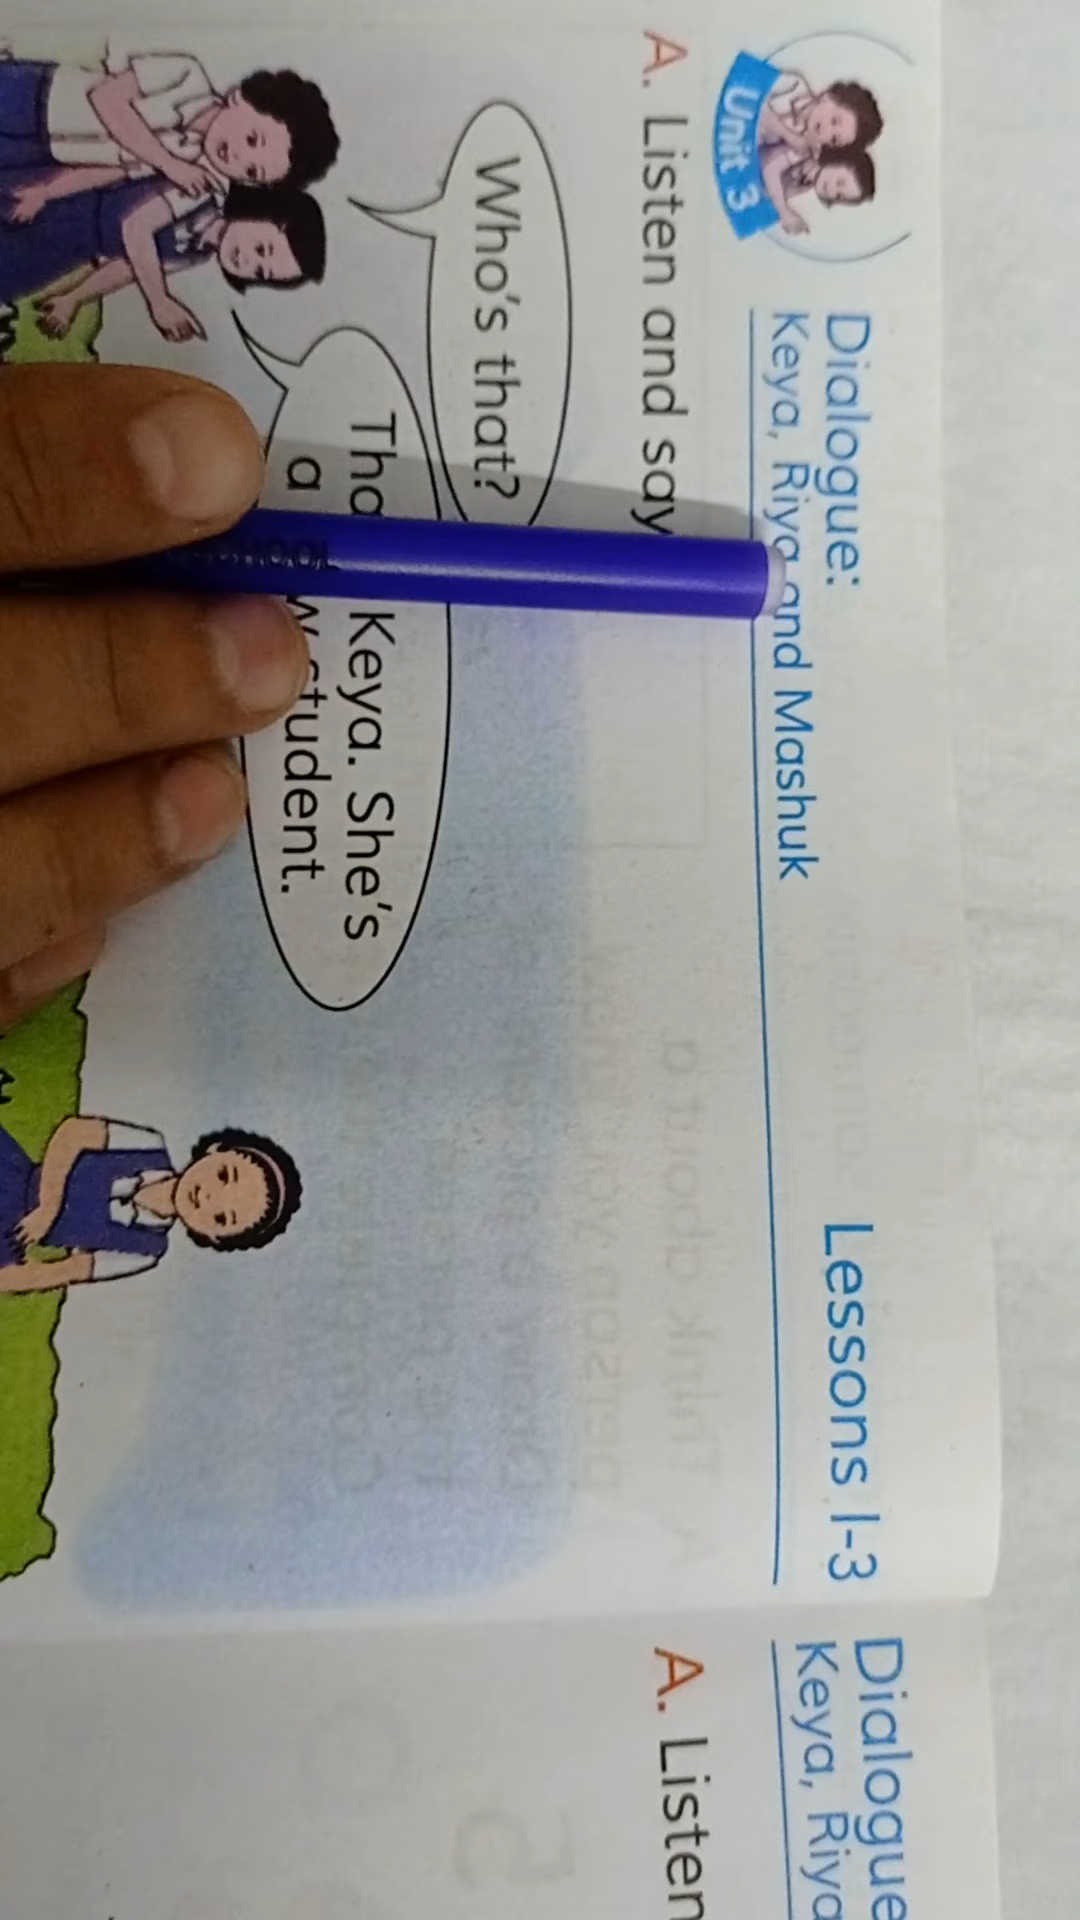 Unit 3
Dialogue:
Keya, Riya and Mashuk
Lessons 1-3
A. Listen and say
Who's that?
Keya. She's
a student.
Dialogue
Keya, Riya
A. Listen